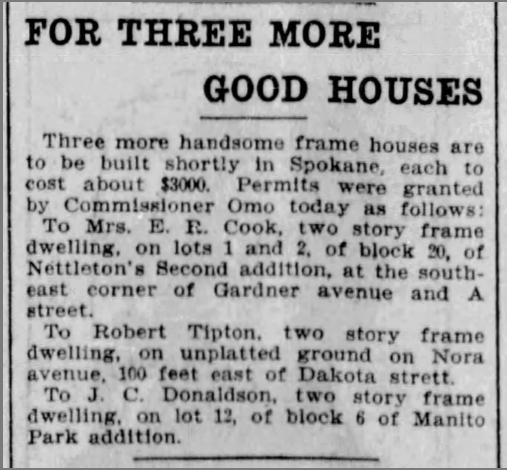 FOR THREE MORE
GOOD HOUSES
Three more handsome frame houses are
to be built shortly in Spokane, each to
cost about $3000. Permits were granted
by Commissioner Omo today as follows:
To Mrs. E. R. Cook, two story frame
dwelling, on lots 1 and 2, of block 20, of
Nettleton's Second addition, at the south-
east corner of Gardner avenue and A
street.
To Robert Tipton, two story frame
dwelling, on unplatted ground on Nora
avenue, 100 feet east of Dakota strett.
To J. C. Donaldson, two story frame
dwelling, on lot 12, of block 6 of Manito
Park addition.